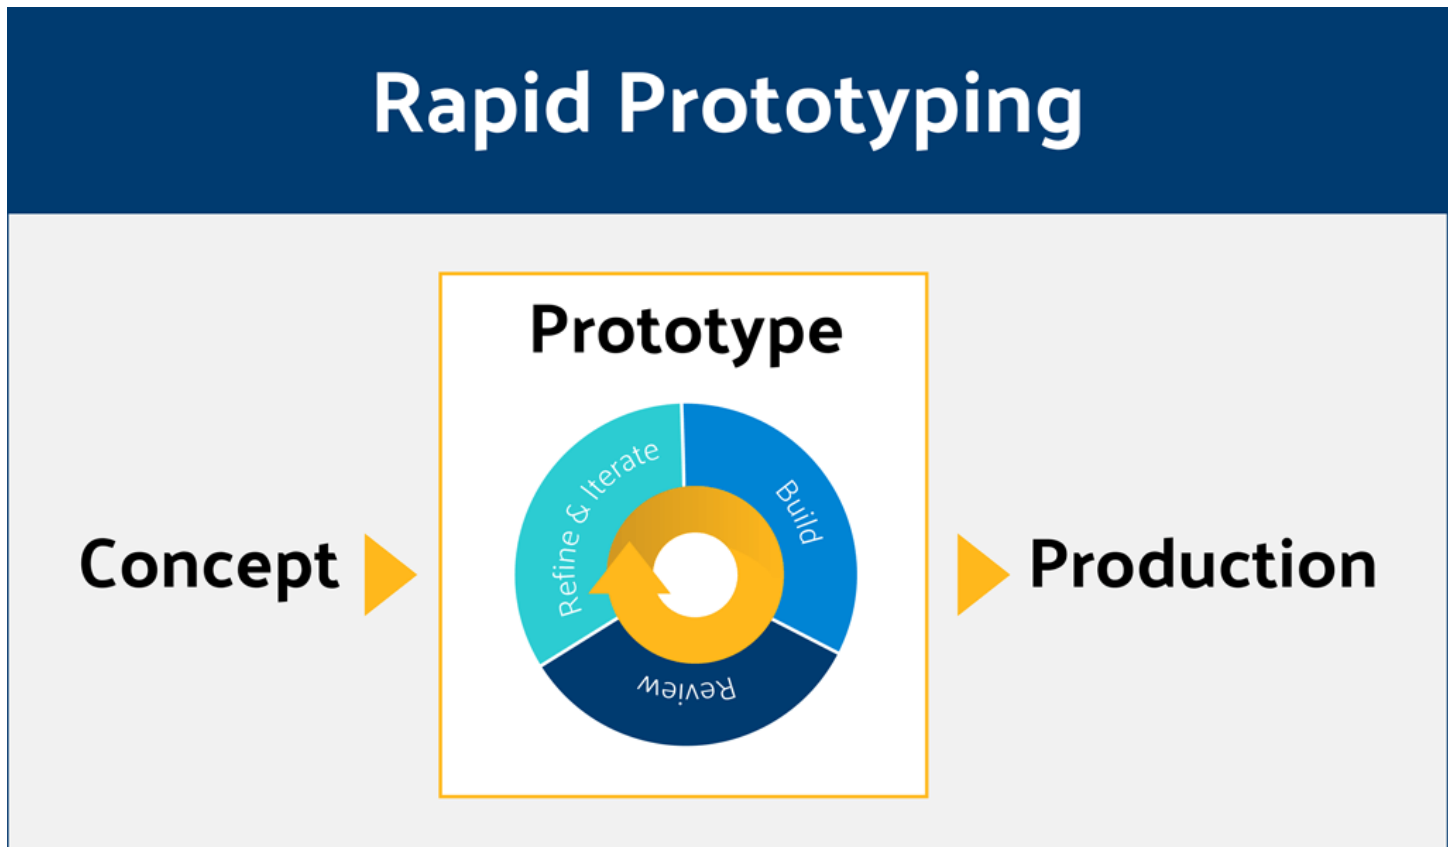 Rapid Prototyping
Prototype
Refine & Iterate
Build
Review
Concept
Production